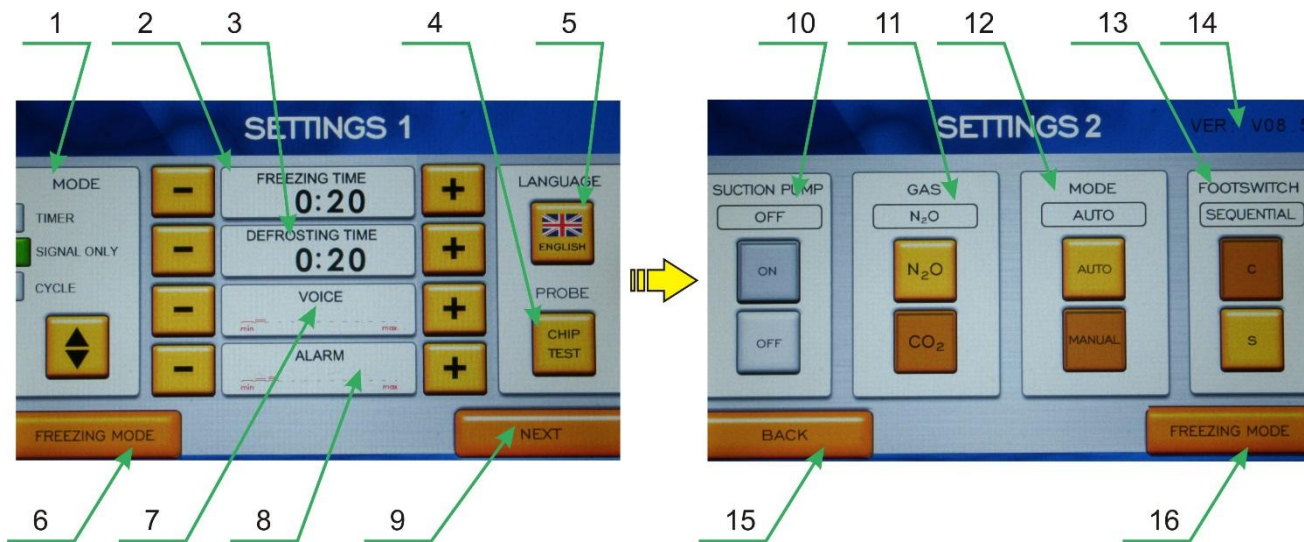 1 2 3 4 5
10 11 12 13 14
SETTINGS 1
MODE
TIMER
SIGNAL ONLY
CYCLE
FREEZING TIME
0:20
DEFROSTING TIME
0:20
VOICE
min max
ALARM
min max
LANGUAGE
ENGLISH
PROBE
CHIP
TEST
FREEZING MODE
NEXT
SETTINGS 2
VER. V08.5
SUCTION PUMP
OFF
ON
OFF
GAS
N₂O
N₂O
CO₂
MODE
AUTO
AUTO
MANUAL
FOOTSWITCH
SEQUENTIAL
C
S
BACK
FREEZING MODE
6 7 8 9
15 16